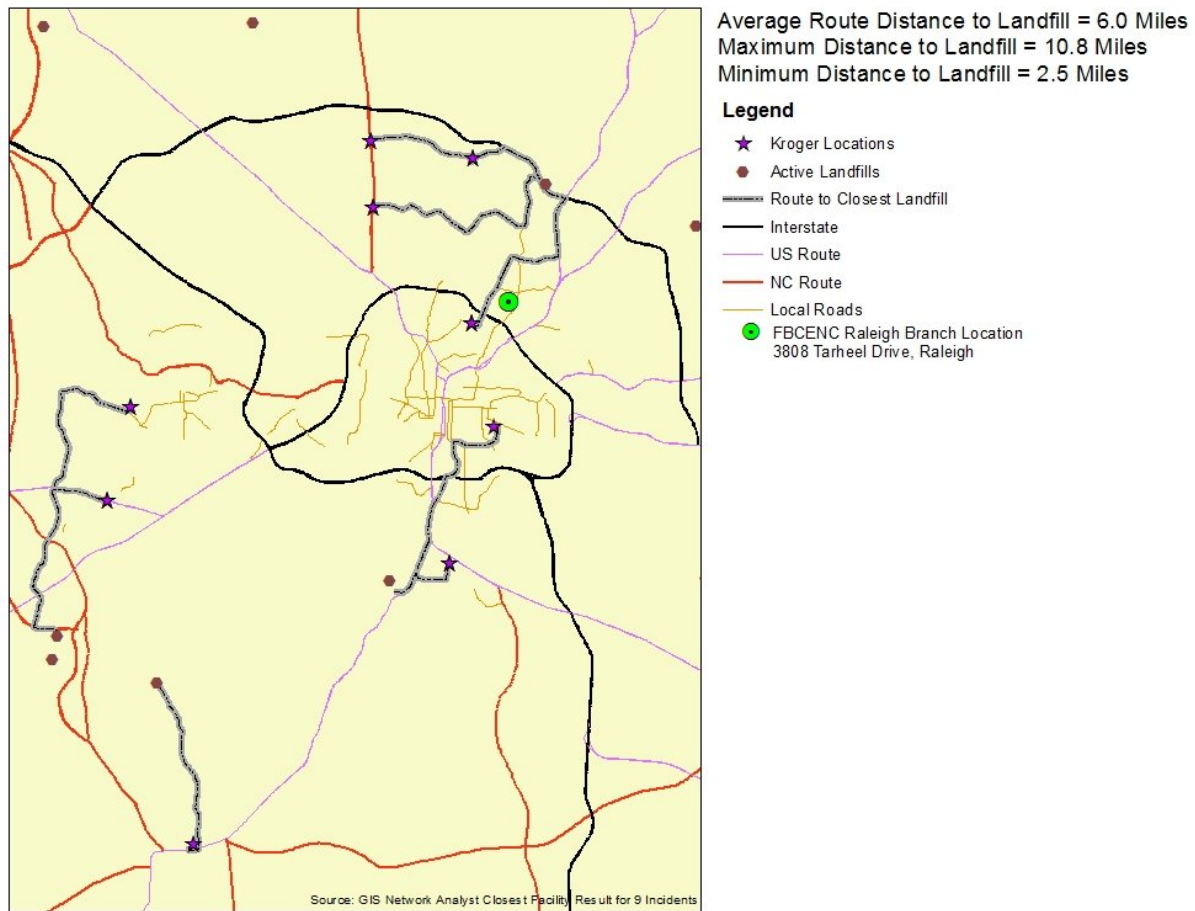 Average Route Distance to Landfill = 6.0 Miles
Maximum Distance to Landfill = 10.8 Miles
Minimum Distance to Landfill = 2.5 Miles
Legend
Kroger Locations
Active Landfills
Route to Closest Landfill
Interstate
US Route
NC Route
Local Roads
FBCENC Raleigh Branch Location
3808 Tarheel Drive, Raleigh
Source: GIS Network Analyst Closest Facility Result for 9 Incidents